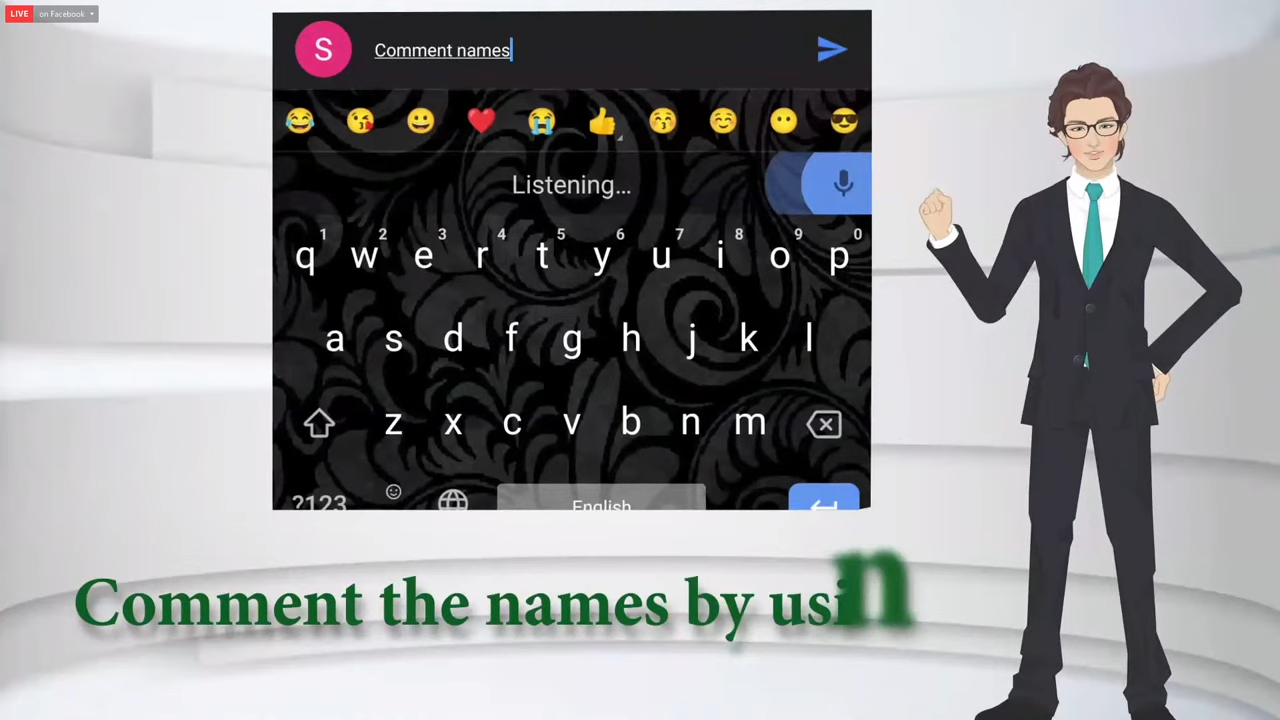 LIVE on Facebook
S Comment names
Listening...
1 2 3 4 5 6 7 8 9 0
q w e r t y u i o p
a s d f g h j k l
z x c v b n m
?123 English
Comment the names by usin